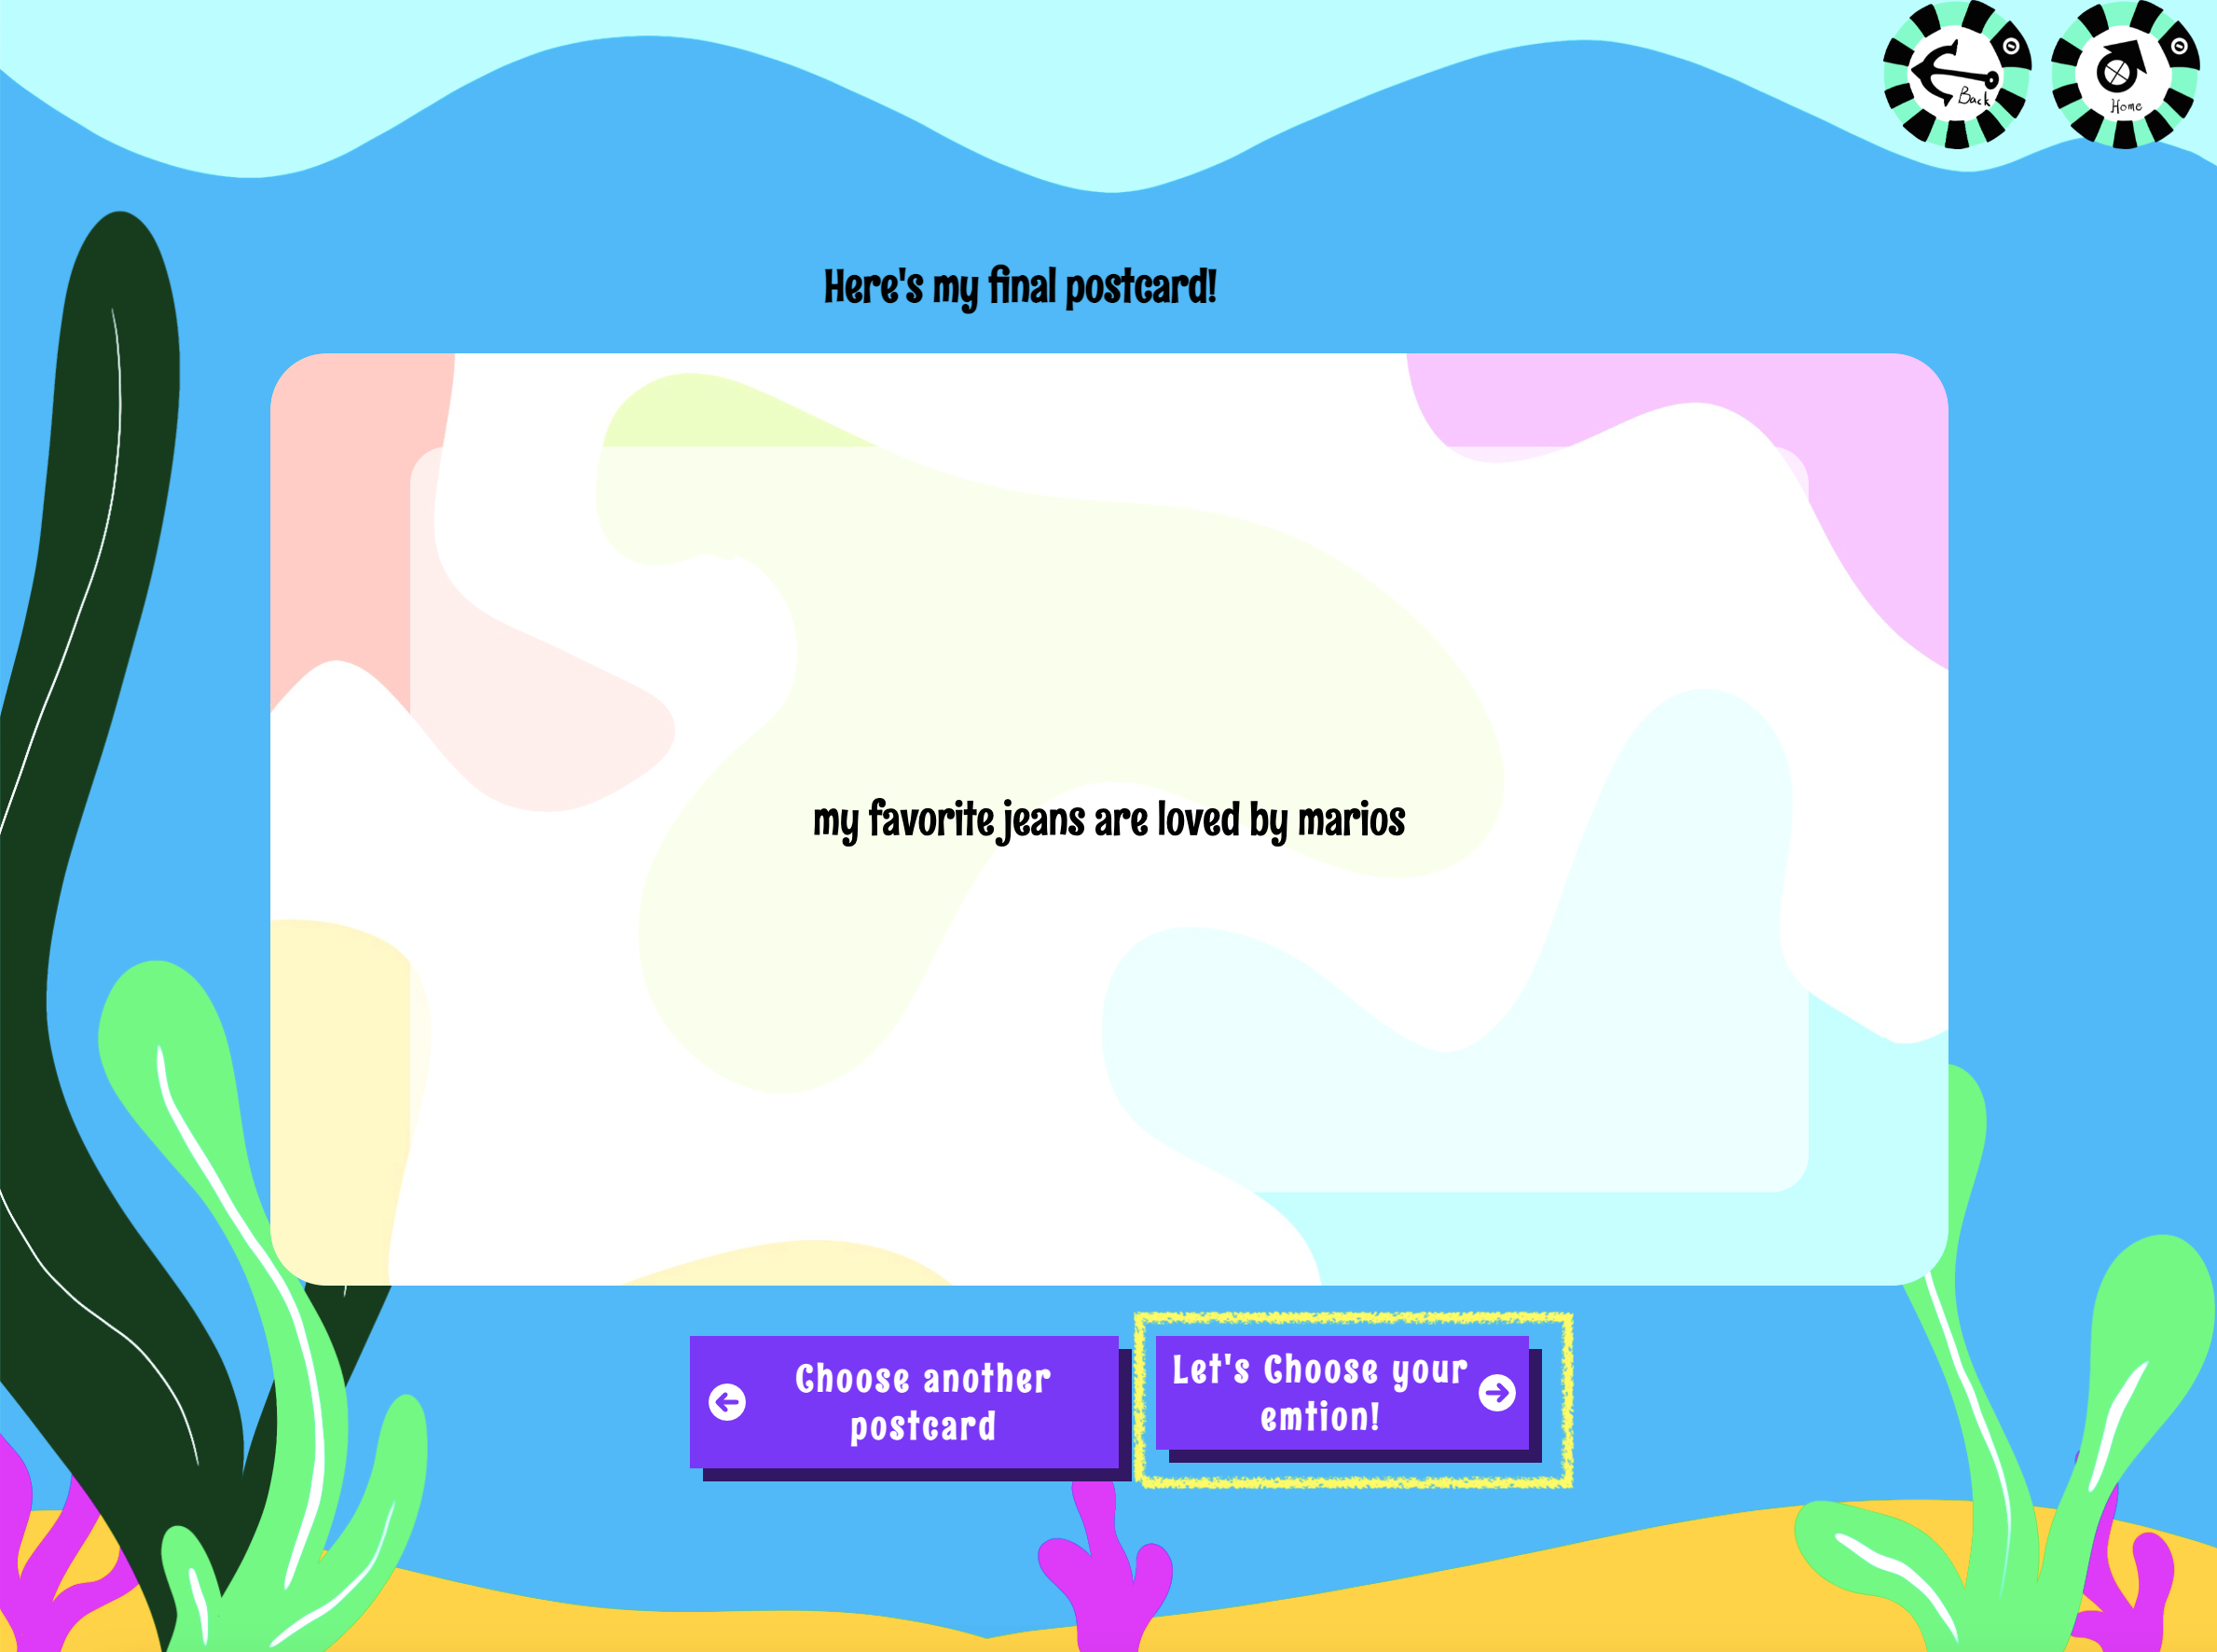 Back
Home
Here's my final postcard!
my favorite jeans are loved by marios
Choose another
postcard
Let's Choose your
emtion!